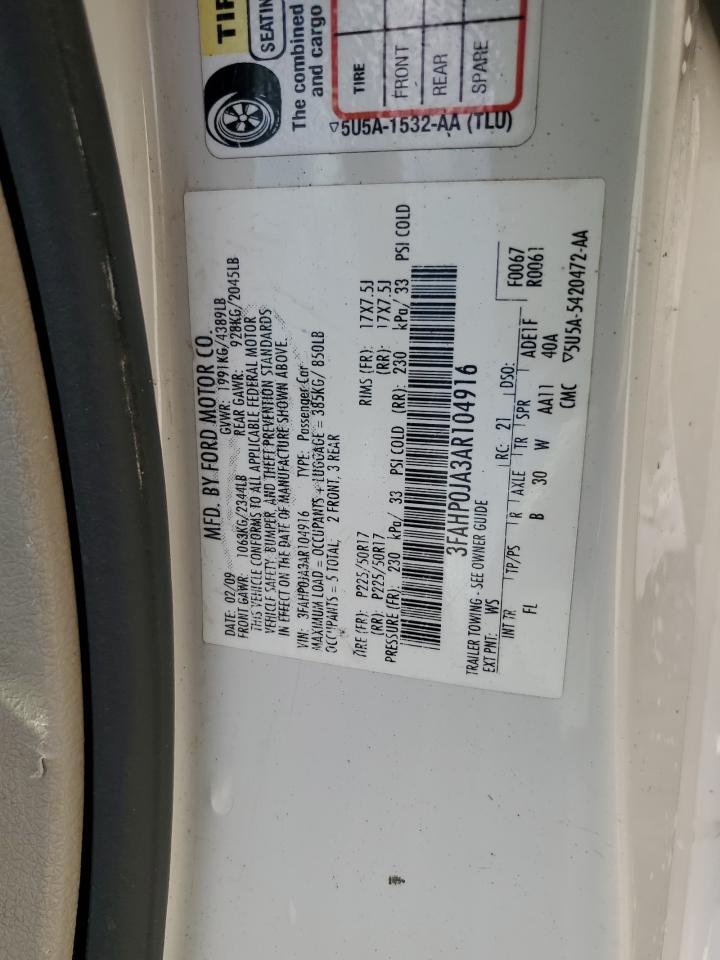 TIR
SEATIN
The combined
and cargo
TIRE
FRONT
REAR
SPARE
▽5U5A-1532-AA (TLU)
MFD. BY FORD MOTOR CO.
DATE: 02/09 GVWR: 1991KG/4389LB
FRONT GAWR: 1063KG/2344LB REAR GAWR: 928KG/2045LB
THIS VEHICLE CONFORMS TO ALL APPLICABLE FEDERAL MOTOR
VEHICLE SAFETY, BUMPER, AND THEFT PREVENTION STANDARDS
IN EFFECT ON THE DATE OF MANUFACTURE SHOWN ABOVE.
VIN: 3FAHP0JA3AR104916 TYPE: Passenger Car
MAXIMUM LOAD = OCCUPANTS + LUGGAGE = 385KG/ 850LB
OCCUPANTS = 5 TOTAL; 2 FRONT, 3 REAR
TIRE (FR): P225/50R17 RIMS (FR): 17X7.5J
(RR): P225/50R17 (RR): 17X7.5J
PRESSURE (FR): 230 kPa/ 33 PSI COLD (RR): 230 kPa/ 33 PSI COLD
3FAHP0JA3AR104916
TRAILER TOWING - SEE OWNER GUIDE
EXT PNT: WS RC: 21 DSO: F0067
R0061
INT TR TP/PS R AXLE TR SPR ADE1F
FL B 30 W AA11 40A
CMC ▽5U5A-5420472-AA